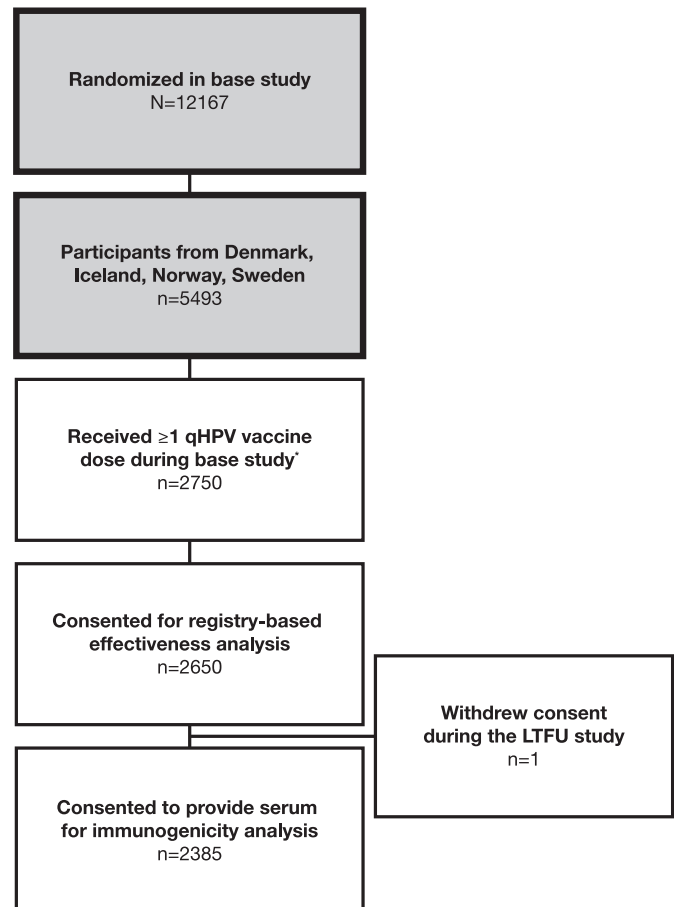 Randomized in base study
N=12167
Participants from Denmark,
Iceland, Norway, Sweden
n=5493
Received ≥1 qHPV vaccine
dose during base study*
n=2750
Consented for registry-based
effectiveness analysis
n=2650
Withdrew consent
during the LTFU study
n=1
Consented to provide serum
for immunogenicity analysis
n=2385